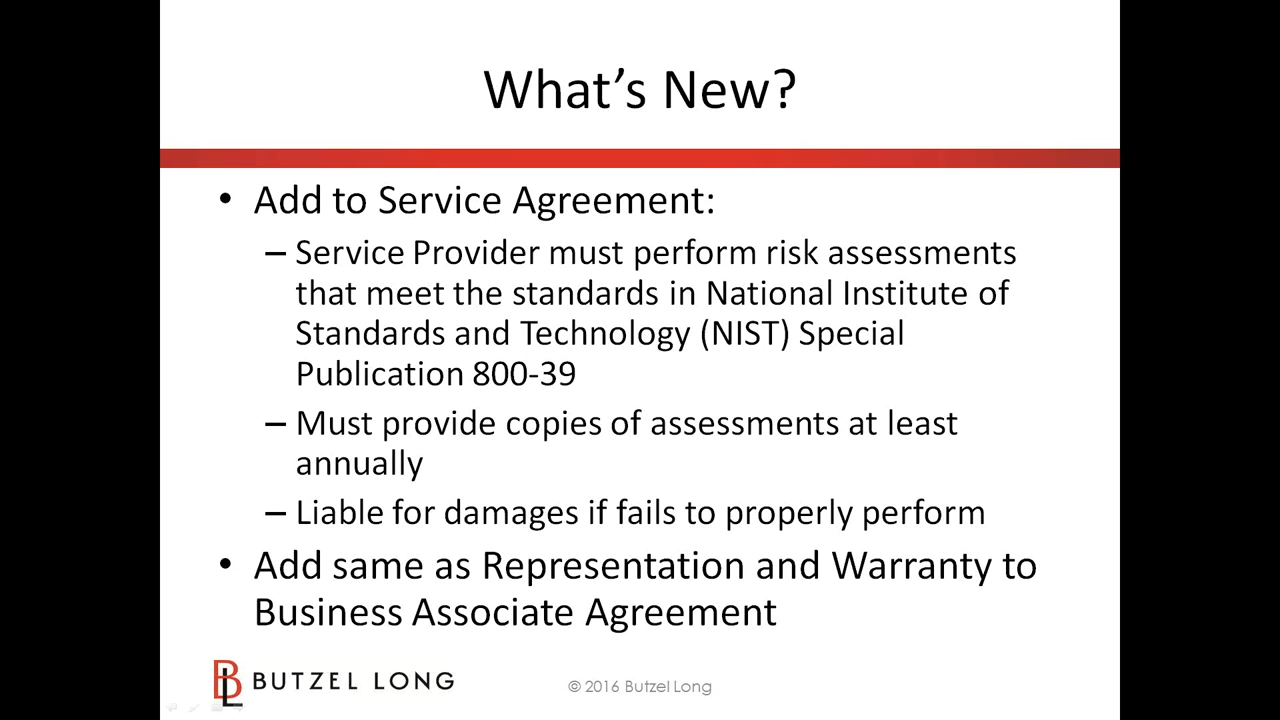 What's New?
• Add to Service Agreement:
– Service Provider must perform risk assessments
that meet the standards in National Institute of
Standards and Technology (NIST) Special
Publication 800-39
– Must provide copies of assessments at least
annually
– Liable for damages if fails to properly perform
• Add same as Representation and Warranty to
Business Associate Agreement
BL BUTZEL LONG
© 2016 Butzel Long